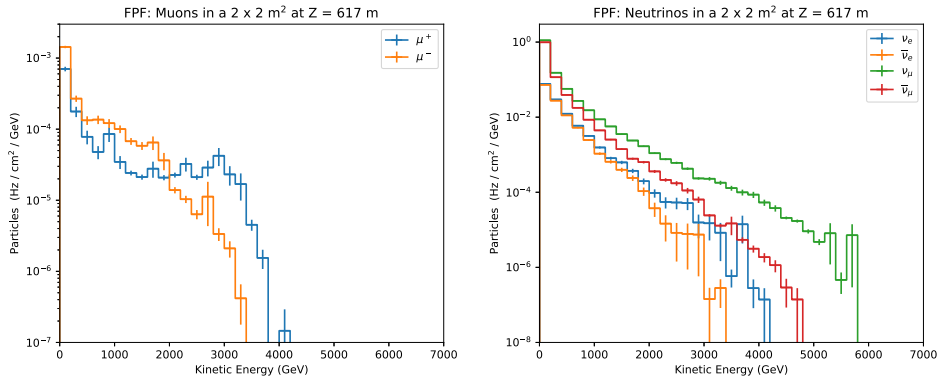 FPF: Muons in a 2 x 2 m² at Z = 617 m
Particles (Hz / cm² / GeV)
10⁻³
10⁻⁴
10⁻⁵
10⁻⁶
10⁻⁷
μ⁺
μ⁻
0 1000 2000 3000 4000 5000 6000 7000
Kinetic Energy (GeV)
FPF: Neutrinos in a 2 x 2 m² at Z = 617 m
Particles (Hz / cm² / GeV)
10⁰
10⁻²
10⁻⁴
10⁻⁶
10⁻⁸
νₑ
ν̅ₑ
ν_μ
ν̅_μ
0 1000 2000 3000 4000 5000 6000 7000
Kinetic Energy (GeV)